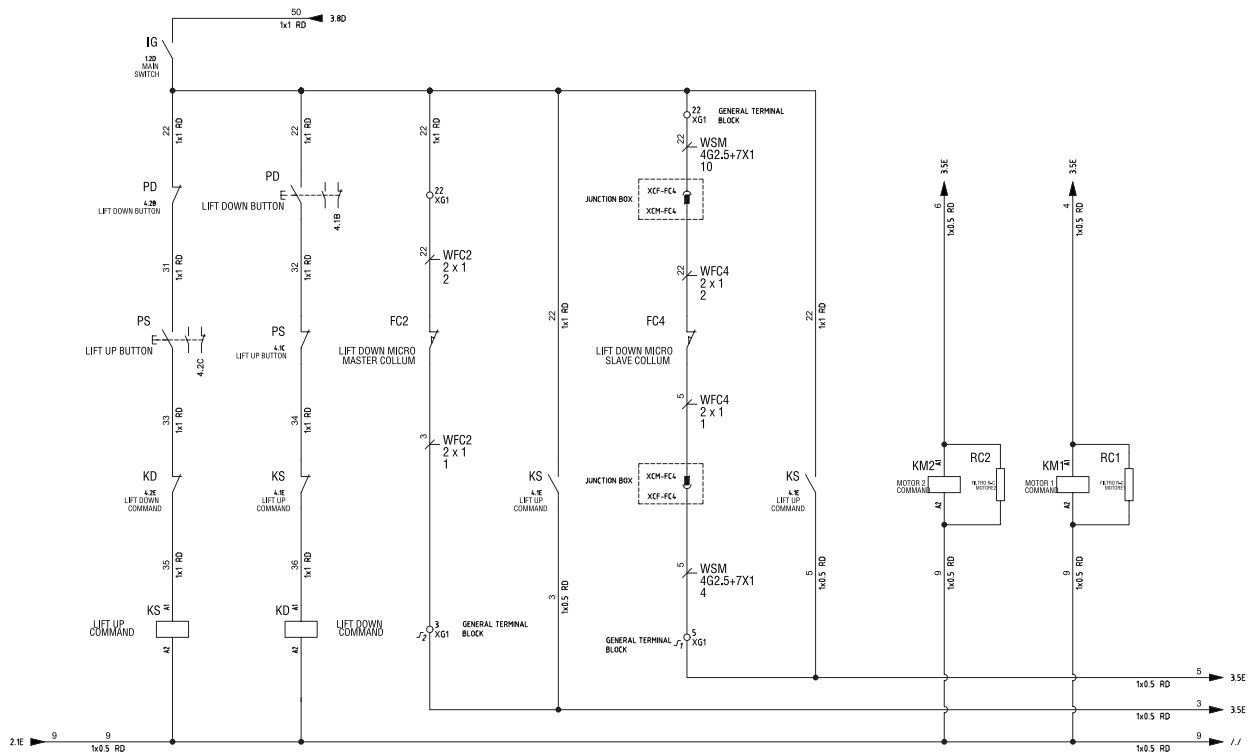 50
1x1 RD
3.8D
IG
1.2D
MAIN
SWITCH
22
1x1 RD
22
1x1 RD
22
1x1 RD
22
XG1
GENERAL TERMINAL
BLOCK
22
WSM
4G2.5+7X1
10
PD
4.2B
LIFT DOWN BUTTON
PD
LIFT DOWN BUTTON
4.1B
22
XG1
JUNCTION BOX
XCF-FC4
XCM-FC4
3.5E
6
1x0.5 RD
3.5E
4
1x0.5 RD
31
1x1 RD
32
1x1 RD
22
WFC2
2 x 1
2
22
WFC4
2 x 1
2
PS
LIFT UP BUTTON
4.2C
PS
4.1C
LIFT UP BUTTON
FC2
LIFT DOWN MICRO
MASTER COLLUM
22
1x1 RD
FC4
LIFT DOWN MICRO
SLAVE COLLUM
22
1x1 RD
33
1x1 RD
34
1x1 RD
3
WFC2
2 x 1
1
5
WFC4
2 x 1
1
KD
4.2E
LIFT DOWN
COMMAND
KS
4.1E
LIFT UP
COMMAND
KS
4.1E
LIFT UP
COMMAND
JUNCTION BOX
XCM-FC4
XCF-FC4
KS
4.1E
LIFT UP
COMMAND
KM2
A1
MOTOR 2
COMMAND
A2
RC2
FILTRO R-C
MOTORE2
KM1
A1
MOTOR 1
COMMAND
A2
RC1
FILTRO R-C
MOTORE1
35
1x1 RD
36
1x1 RD
3
1x0.5 RD
5
WSM
4G2.5+7X1
4
5
1x0.5 RD
9
1x0.5 RD
9
1x0.5 RD
KS
A1
LIFT UP
COMMAND
A2
KD
A1
LIFT DOWN
COMMAND
A2
3
XG1
2
GENERAL TERMINAL
BLOCK
5
XG1
1
GENERAL TERMINAL
BLOCK
5
1x0.5 RD
3.5E
3
1x0.5 RD
3.5E
2.1E
9
9
1x0.5 RD
9
1x0.5 RD
/./